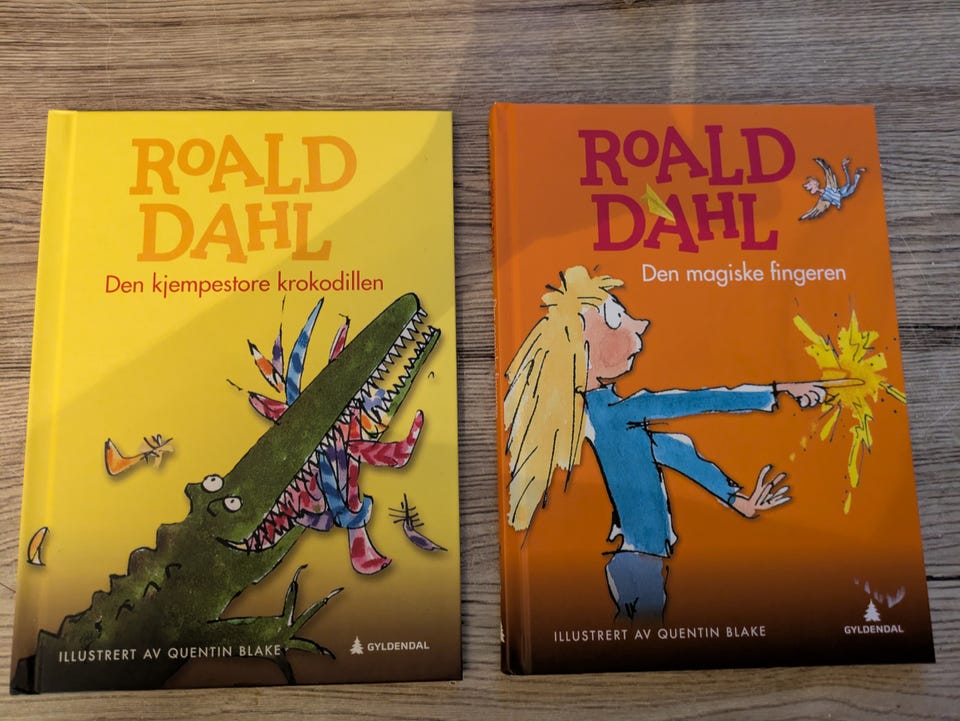 ROALD
DAHL
Den kjempestore krokodillen
ILLUSTRERT AV QUENTIN BLAKE
GYLDENDAL
ROALD
DAHL
Den magiske fingeren
ILLUSTRERT AV QUENTIN BLAKE
GYLDENDAL